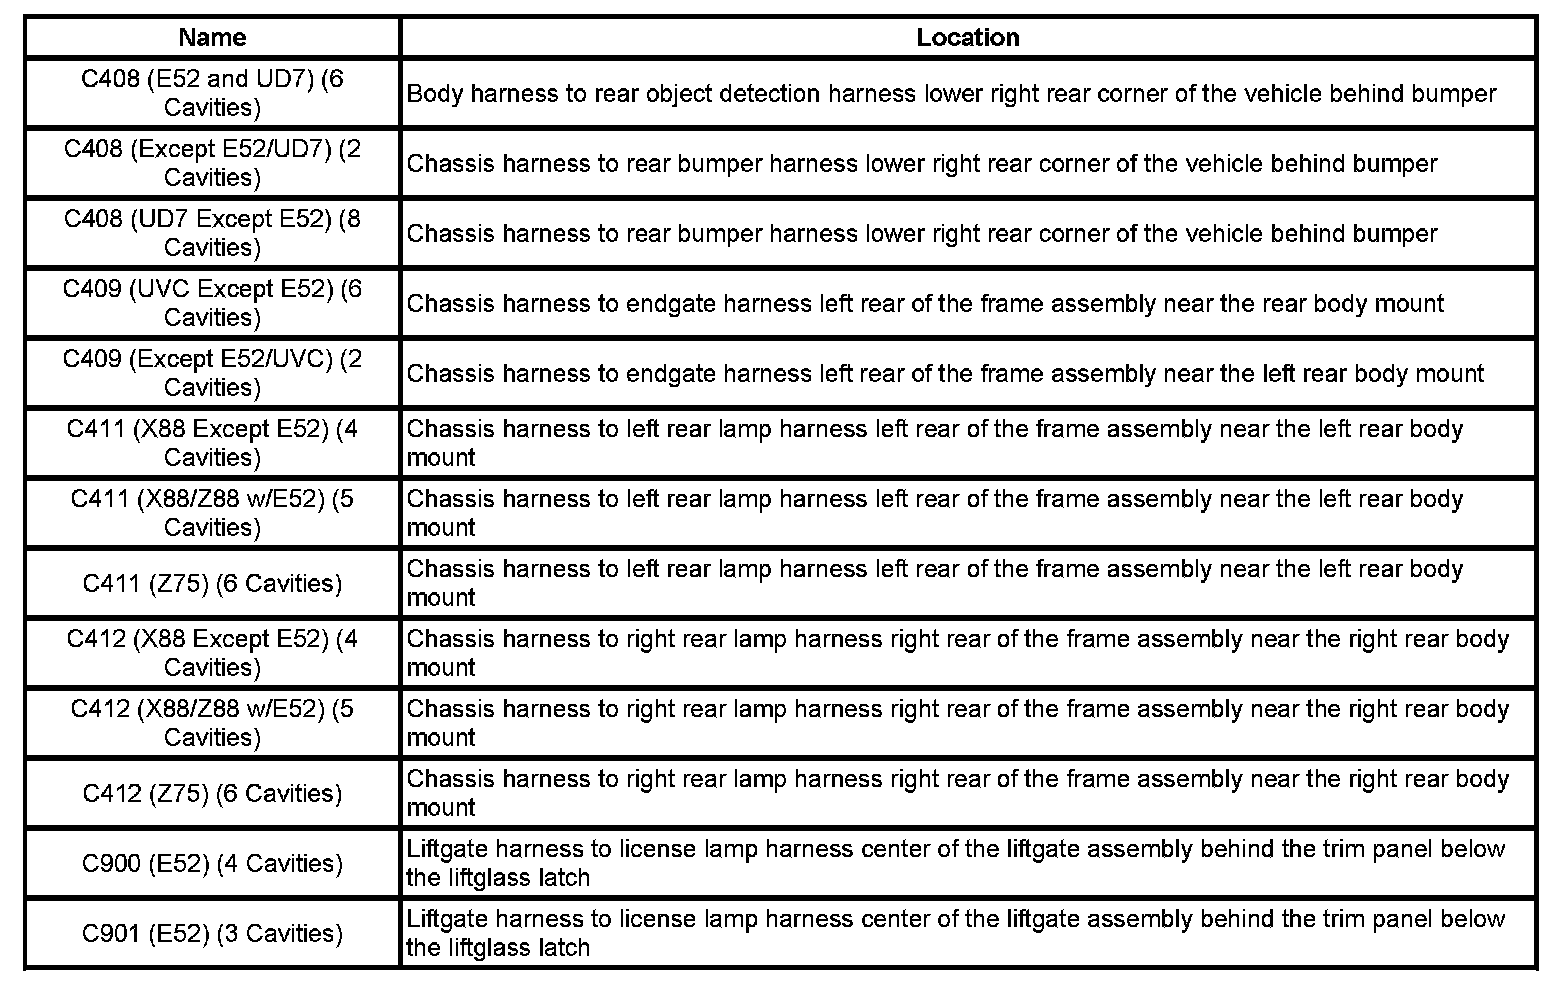 Name
Location
C408 (E52 and UD7) (6
Cavities)
Body harness to rear object detection harness lower right rear corner of the vehicle behind bumper
C408 (Except E52/UD7) (2
Cavities)
Chassis harness to rear bumper harness lower right rear corner of the vehicle behind bumper
C408 (UD7 Except E52) (8
Cavities)
Chassis harness to rear bumper harness lower right rear corner of the vehicle behind bumper
C409 (UVC Except E52) (6
Cavities)
Chassis harness to endgate harness left rear of the frame assembly near the rear body mount
C409 (Except E52/UVC) (2
Cavities)
Chassis harness to endgate harness left rear of the frame assembly near the left rear body mount
C411 (X88 Except E52) (4
Cavities)
Chassis harness to left rear lamp harness left rear of the frame assembly near the left rear body
mount
C411 (X88/Z88 w/E52) (5
Cavities)
Chassis harness to left rear lamp harness left rear of the frame assembly near the left rear body
mount
C411 (Z75) (6 Cavities)
Chassis harness to left rear lamp harness left rear of the frame assembly near the left rear body
mount
C412 (X88 Except E52) (4
Cavities)
Chassis harness to right rear lamp harness right rear of the frame assembly near the right rear body
mount
C412 (X88/Z88 w/E52) (5
Cavities)
Chassis harness to right rear lamp harness right rear of the frame assembly near the right rear body
mount
C412 (Z75) (6 Cavities)
Chassis harness to right rear lamp harness right rear of the frame assembly near the right rear body
mount
C900 (E52) (4 Cavities)
Liftgate harness to license lamp harness center of the liftgate assembly behind the trim panel below
the liftglass latch
C901 (E52) (3 Cavities)
Liftgate harness to license lamp harness center of the liftgate assembly behind the trim panel below
the liftglass latch